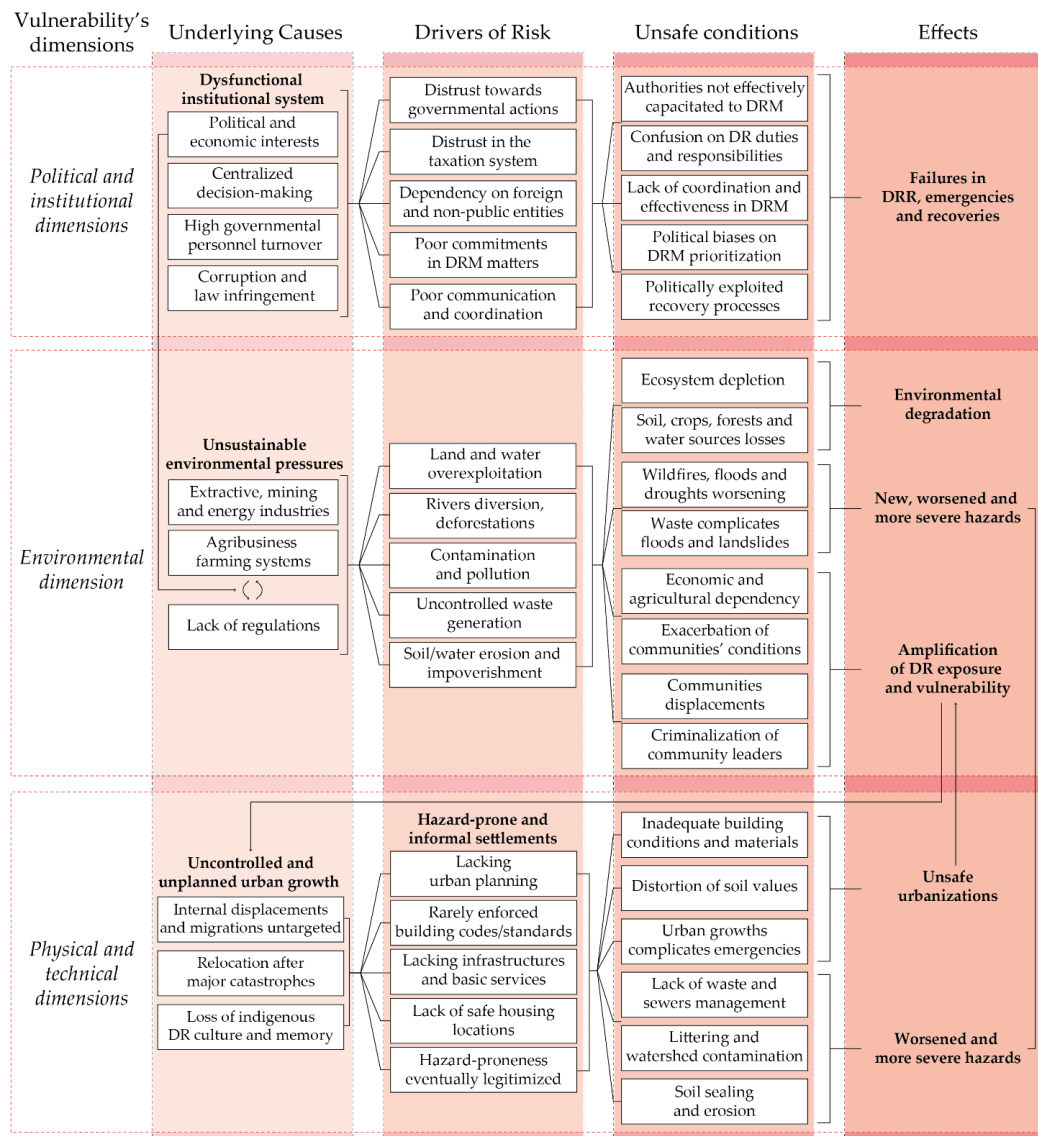 Vulnerability's
dimensions
Underlying Causes
Drivers of Risk
Unsafe conditions
Effects
Political and
institutional
dimensions
Dysfunctional
institutional system
Political and
economic interests
Centralized
decision-making
High governmental
personnel turnover
Corruption and
law infringement
Distrust towards
governmental actions
Distrust in the
taxation system
Dependency on foreign
and non-public entities
Poor commitments
in DRM matters
Poor communication
and coordination
Authorities not effectively
capacitated to DRM
Confusion on DR duties
and responsibilities
Lack of coordination and
effectiveness in DRM
Political biases on
DRM prioritization
Politically exploited
recovery processes
Failures in
DRR, emergencies
and recoveries
Environmental
dimension
Unsustainable
environmental pressures
Extractive, mining
and energy industries
Agribusiness
farming systems
Lack of regulations
Land and water
overexploitation
Rivers diversion,
deforestations
Contamination
and pollution
Uncontrolled waste
generation
Soil/water erosion and
impoverishment
Ecosystem depletion
Soil, crops, forests and
water sources losses
Wildfires, floods and
droughts worsening
Waste complicates
floods and landslides
Economic and
agricultural dependency
Exacerbation of
communities' conditions
Communities
displacements
Criminalization of
community leaders
Environmental
degradation
New, worsened and
more severe hazards
Amplification
of DR exposure
and vulnerability
Physical and
technical
dimensions
Uncontrolled and
unplanned urban growth
Internal displacements
and migrations untargeted
Relocation after
major catastrophes
Loss of indigenous
DR culture and memory
Hazard-prone and
informal settlements
Lacking
urban planning
Rarely enforced
building codes/standards
Lacking infrastructures
and basic services
Lack of safe housing
locations
Hazard-proneness
eventually legitimized
Inadequate building
conditions and materials
Distortion of soil values
Urban growths
complicates emergencies
Lack of waste and
sewers management
Littering and
watershed contamination
Soil sealing
and erosion
Unsafe
urbanizations
Worsened and
more severe hazards